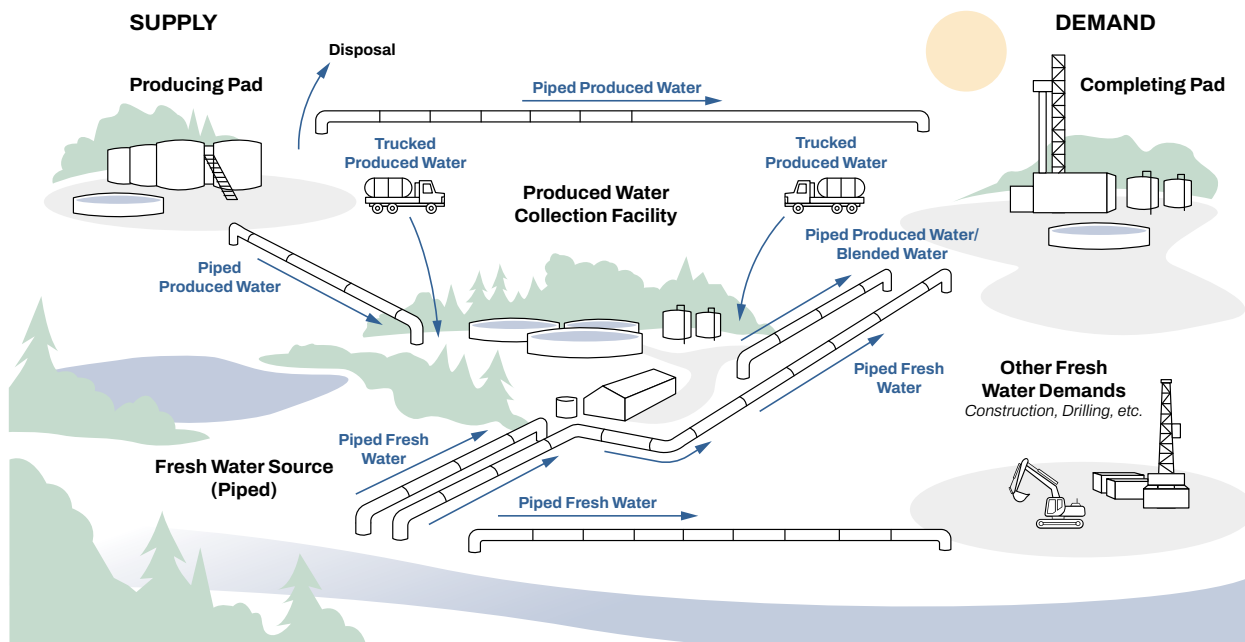 SUPPLY
DEMAND
Disposal
Producing Pad
Piped Produced Water
Completing Pad
Trucked
Produced Water
Trucked
Produced Water
Produced Water
Collection Facility
Piped Produced Water/
Blended Water
Piped
Produced Water
Piped Fresh
Water
Other Fresh
Water Demands
Construction, Drilling, etc.
Piped Fresh
Water
Fresh Water Source
(Piped)
Piped Fresh Water